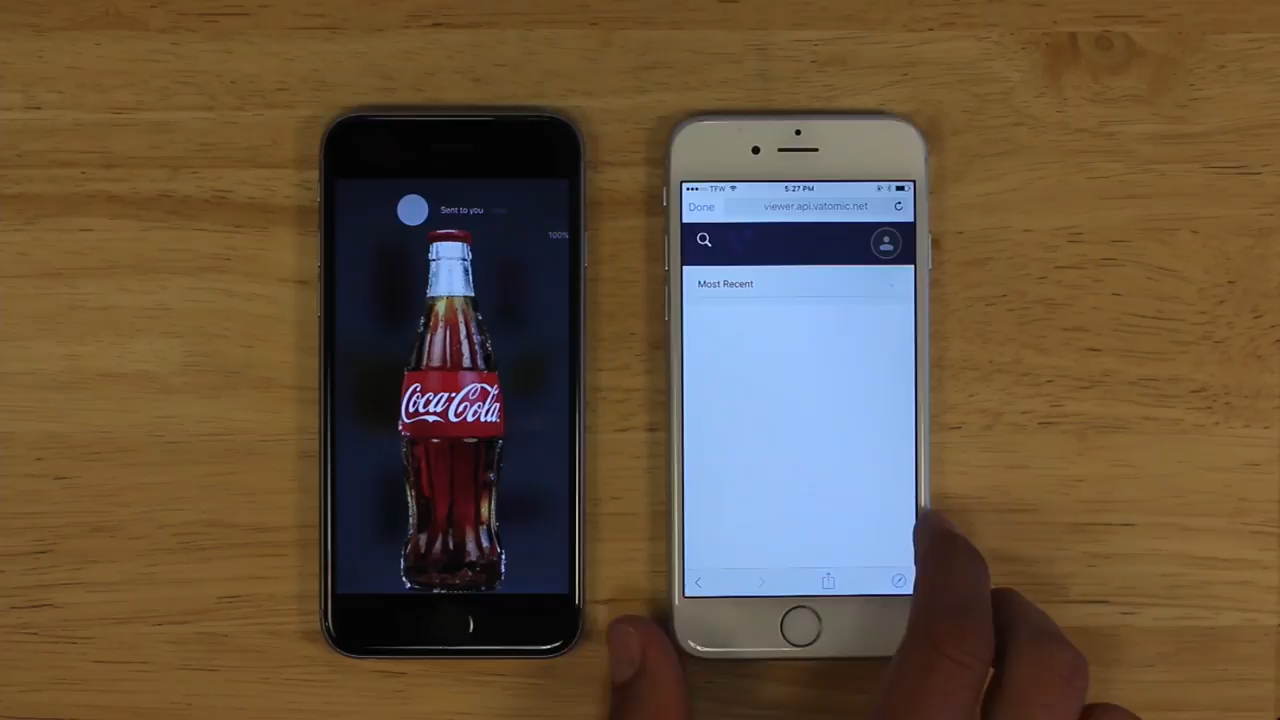 Sent to you
100%
Coca-Cola
TFW
5:27 PM
Done
viewer.api.vatomic.net
Most Recent